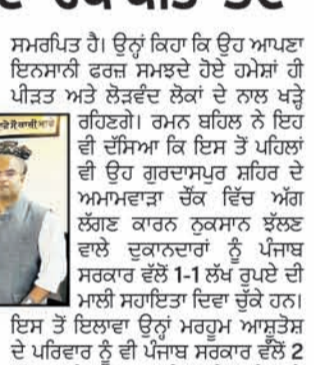 ਸਮਰਪਿਤ ਹੈ। ਉਨ੍ਹਾਂ ਕਿਹਾ ਕਿ ਉਹ ਆਪਣਾ
ਇਨਸਾਨੀ ਫਰਜ਼ ਸਮਝਦੇ ਹੋਏ ਹਮੇਸ਼ਾਂ ਹੀ
ਪੀੜਤ ਅਤੇ ਲੋੜਵੰਦ ਲੋਕਾਂ ਦੇ ਨਾਲ ਖੜ੍ਹੇ
ਰਹਿਣਗੇ। ਰਮਨ ਬਹਿਲ ਨੇ ਇਹ
ਵੀ ਦੱਸਿਆ ਕਿ ਇਸ ਤੋਂ ਪਹਿਲਾਂ
ਵੀ ਉਹ ਗੁਰਦਾਸਪੁਰ ਸ਼ਹਿਰ ਦੇ
ਅਮਾਮਵਾੜਾ ਚੌਂਕ ਵਿੱਚ ਅੱਗ
ਲੱਗਣ ਕਾਰਨ ਨੁਕਸਾਨ ਝੱਲਣ
ਵਾਲੇ ਦੁਕਾਨਦਾਰਾਂ ਨੂੰ ਪੰਜਾਬ
ਸਰਕਾਰ ਵੱਲੋਂ 1-1 ਲੱਖ ਰੁਪਏ ਦੀ
ਮਾਲੀ ਸਹਾਇਤਾ ਦਿਵਾ ਚੁੱਕੇ ਹਨ।
ਇਸ ਤੋਂ ਇਲਾਵਾ ਉਨ੍ਹਾਂ ਮਰਹੂਮ ਆਸ਼ੂਤੋਸ਼
ਦੇ ਪਰਿਵਾਰ ਨੂੰ ਵੀ ਪੰਜਾਬ ਸਰਕਾਰ ਵੱਲੋਂ 2